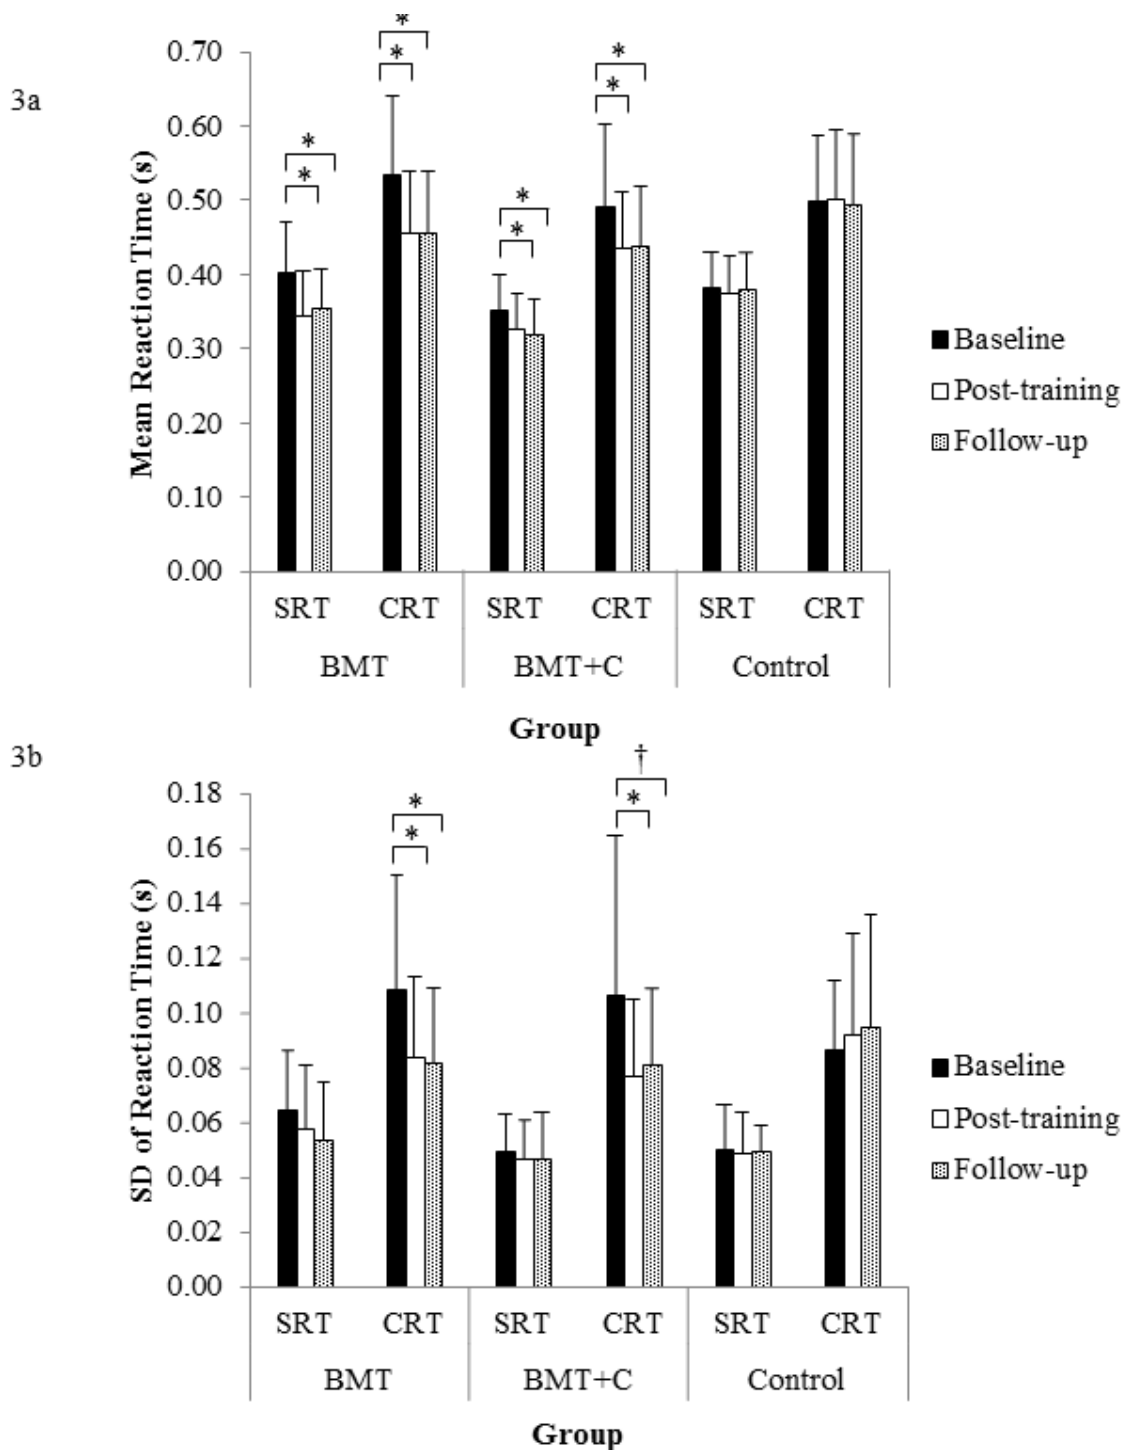 3a
Mean Reaction Time (s)
0.70
0.60
0.50
0.40
0.30
0.20
0.10
0.00
* * * * * * * *
SRT CRT SRT CRT SRT CRT
BMT BMT+C Control
Group
Baseline
Post-training
Follow-up
3b
SD of Reaction Time (s)
0.18
0.16
0.14
0.12
0.10
0.08
0.06
0.04
0.02
0.00
* * † *
SRT CRT SRT CRT SRT CRT
BMT BMT+C Control
Group
Baseline
Post-training
Follow-up